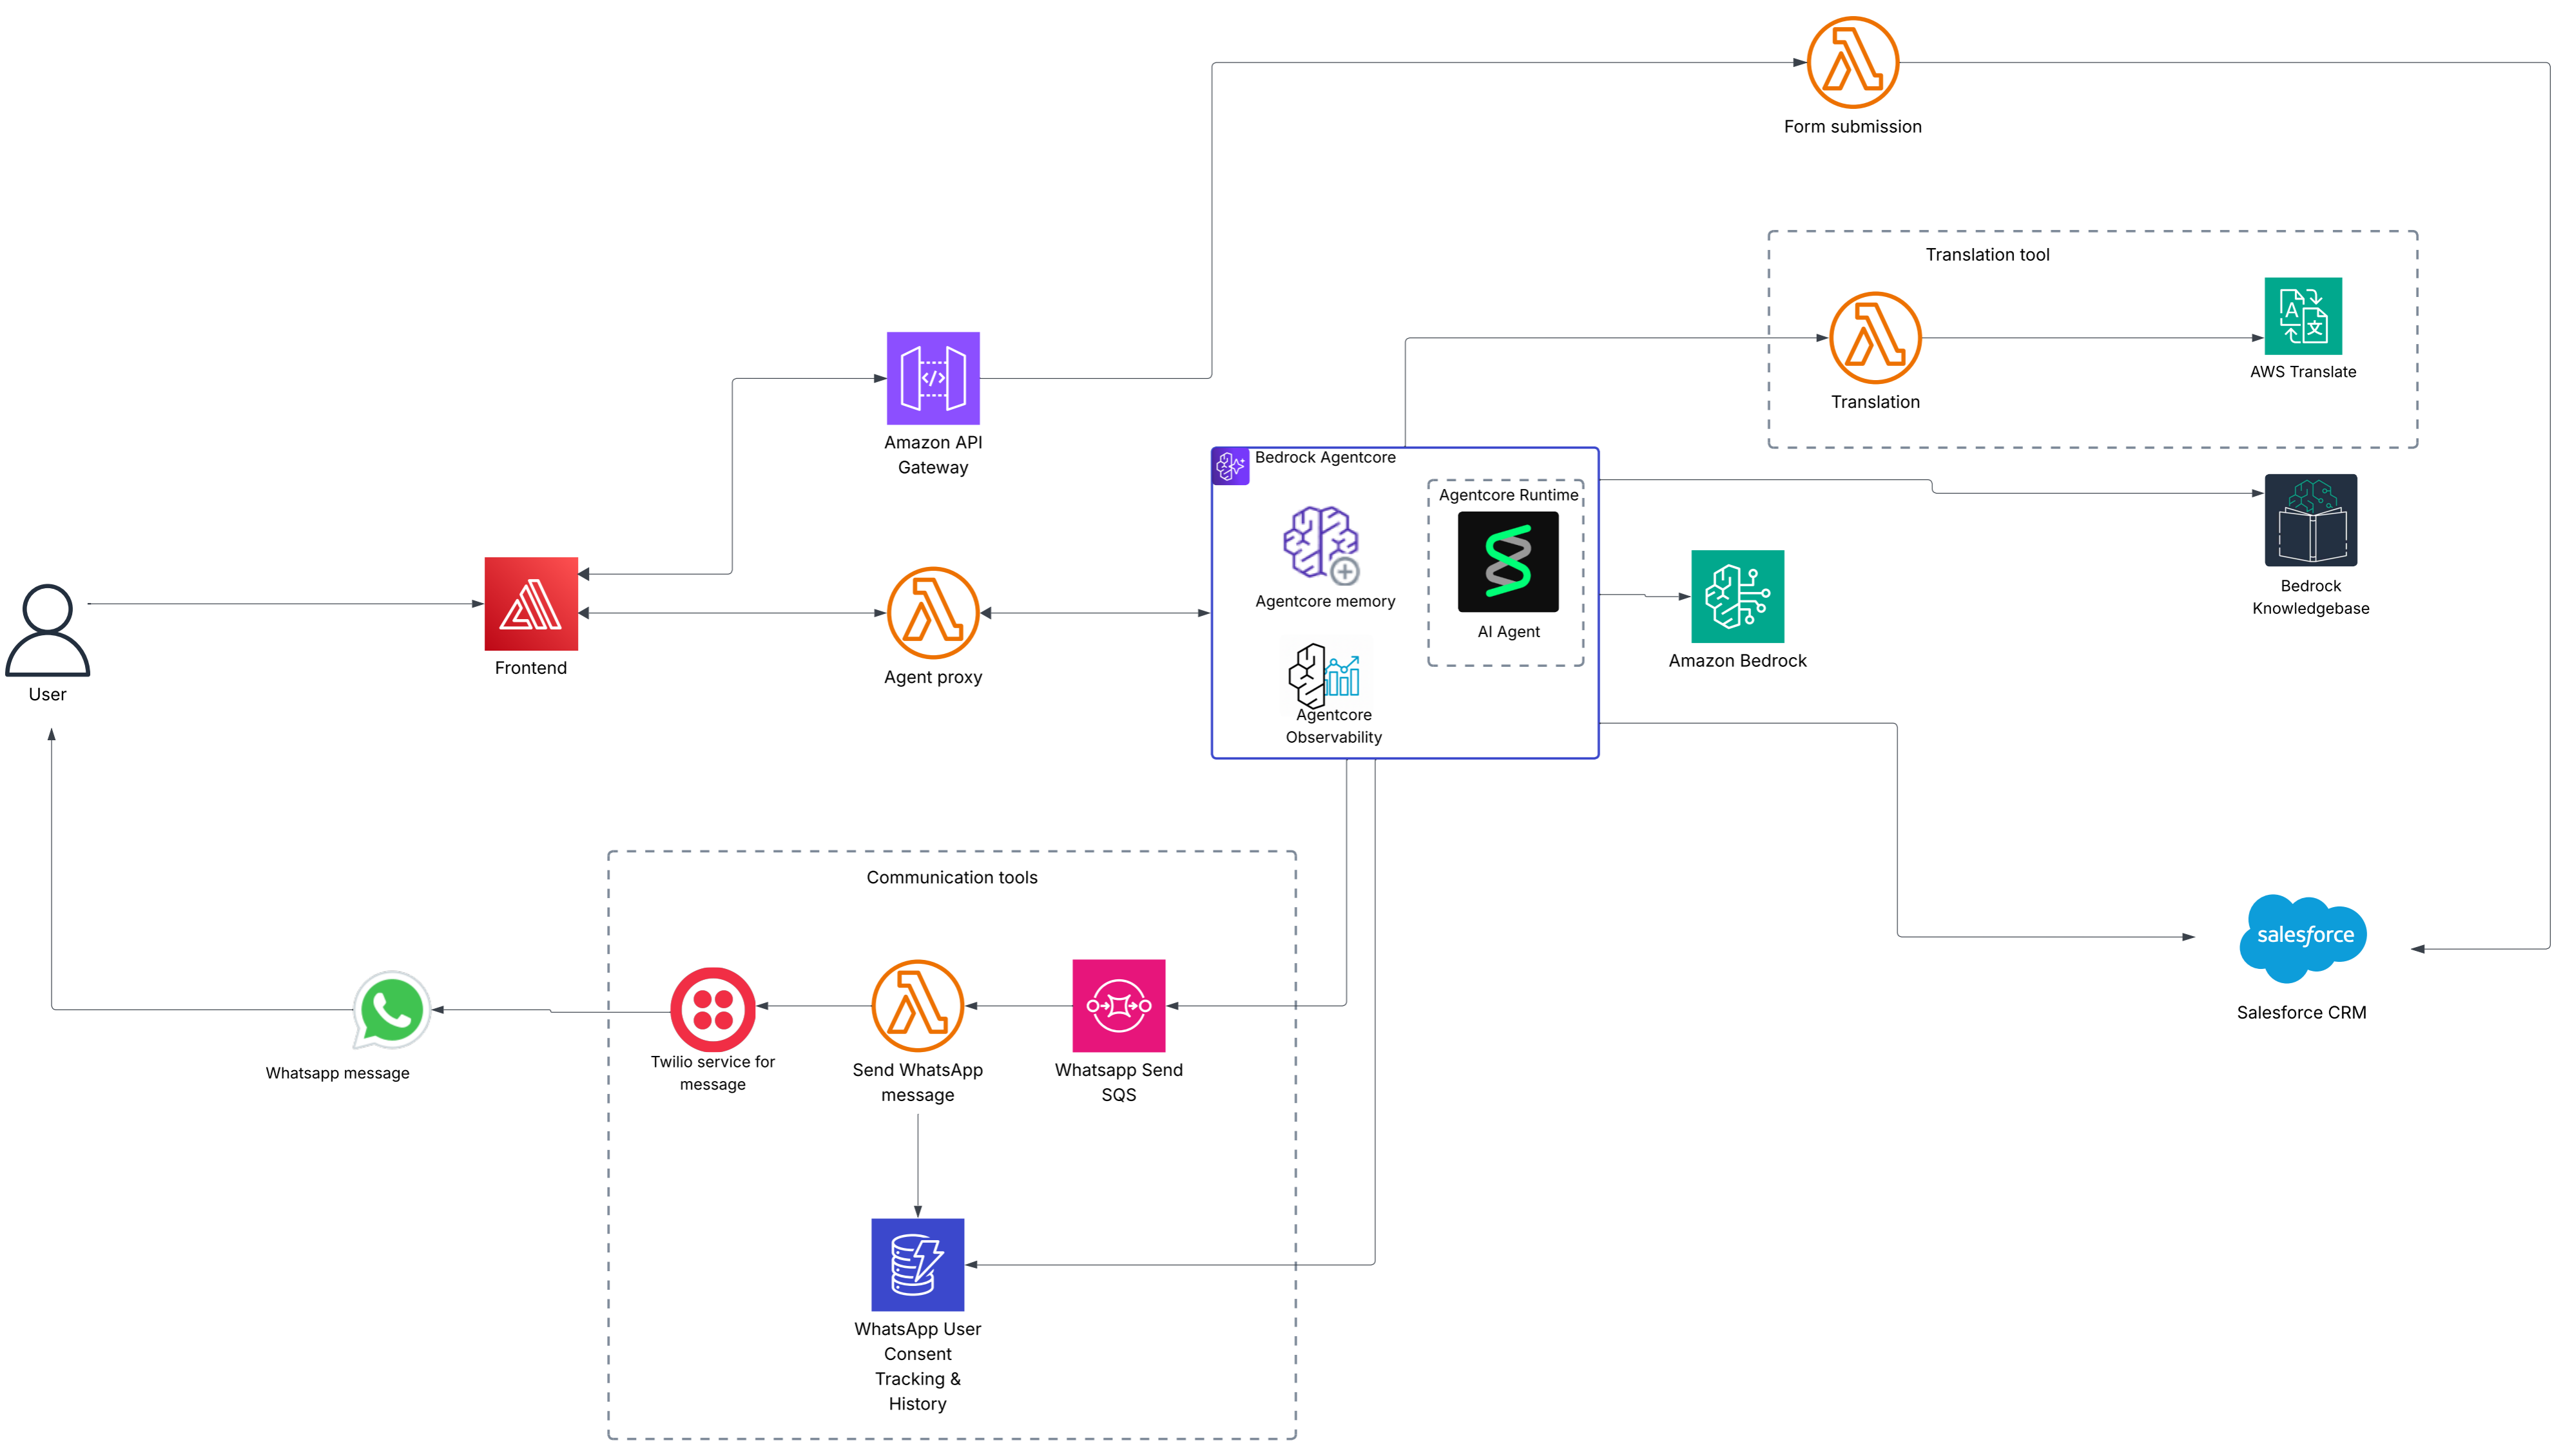 Form submission
Translation tool
A
文
AWS Translate
Translation
</>
Amazon API
Gateway
Bedrock Agentcore
Agentcore Runtime
Agentcore memory
AI Agent
Bedrock
Knowledgebase
Amazon Bedrock
Frontend
Agent proxy
User
Agentcore
Observability
Communication tools
salesforce
Salesforce CRM
Whatsapp message
Twilio service for
message
Send WhatsApp
message
Whatsapp Send
SQS
WhatsApp User
Consent
Tracking &
History